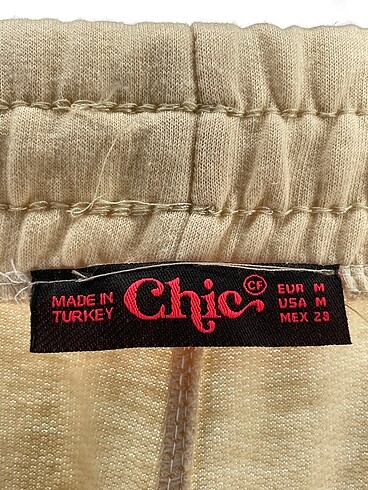 MADE IN
TURKEY
Chic
CF
EUR M
USA M
MEX 28